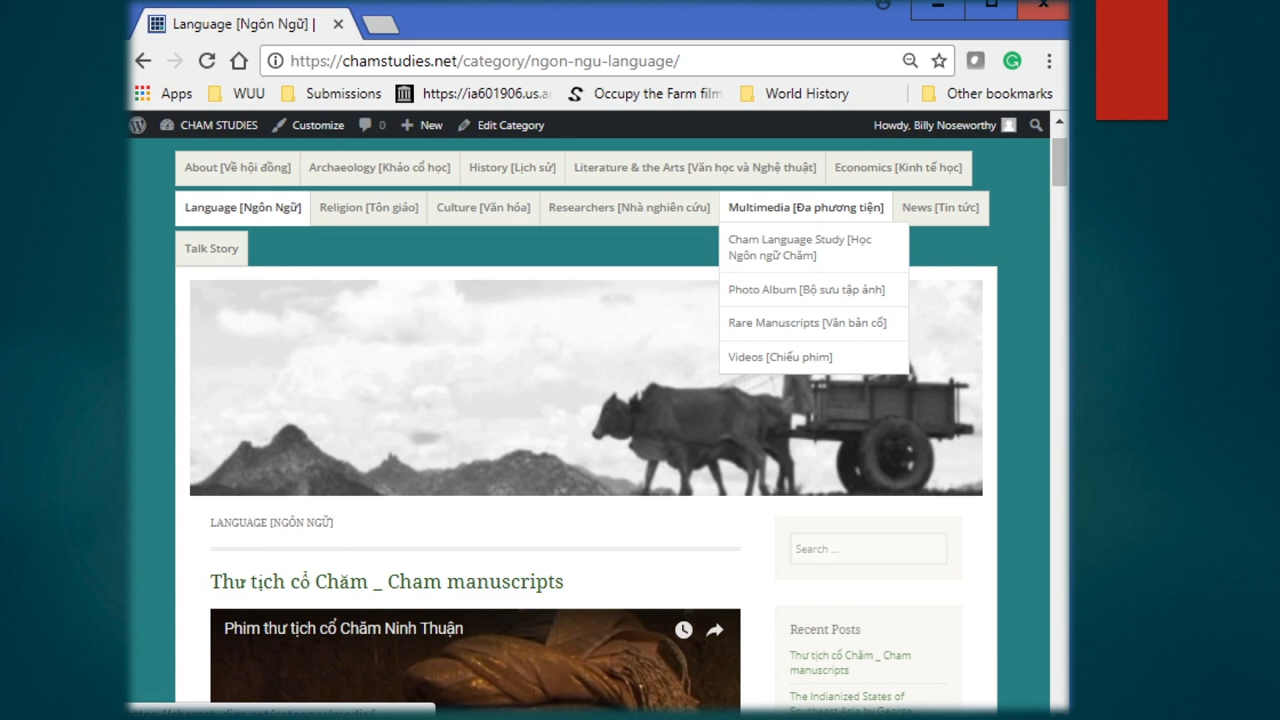 Language [Ngôn Ngữ] |
https://chamstudies.net/category/ngon-ngu-language/
Apps WUU Submissions https://ia601906.us.ar Occupy the Farm film World History Other bookmarks
CHAM STUDIES Customize 0 New Edit Category Howdy, Billy Noseworthy
About [Về hội đồng] Archaeology [Khảo cổ học] History [Lịch sử] Literature & the Arts [Văn học và Nghệ thuật] Economics [Kinh tế học]
Language [Ngôn Ngữ] Religion [Tôn giáo] Culture [Văn hóa] Researchers [Nhà nghiên cứu] Multimedia [Đa phương tiện] News [Tin tức]
Talk Story
Cham Language Study [Học
Ngôn ngữ Chăm]
Photo Album [Bộ sưu tập ảnh]
Rare Manuscripts [Văn bản cổ]
Videos [Chiếu phim]
LANGUAGE [NGÔN NGỮ]
Thư tịch cổ Chăm _ Cham manuscripts
Phim thư tịch cổ Chăm Ninh Thuận
Search ...
Recent Posts
Thư tịch cổ Chăm _ Cham
manuscripts
The Indianized States of
Southeast Asia by George